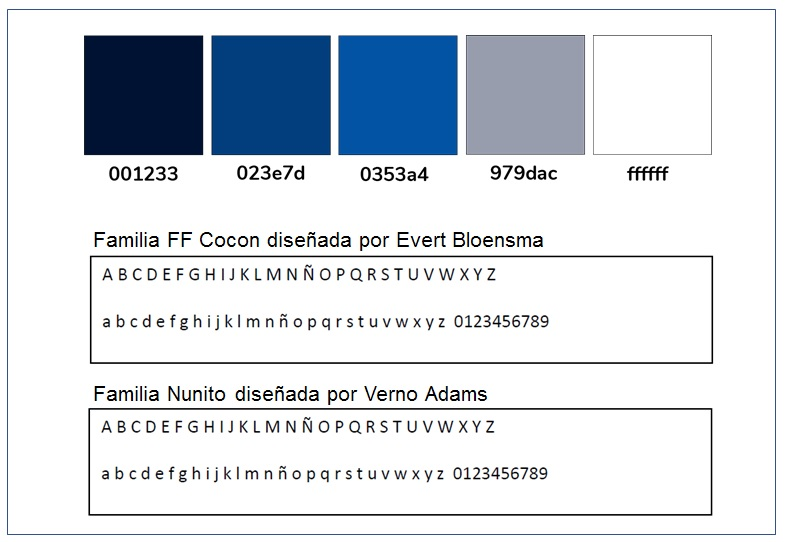 001233 023e7d 0353a4 979dac ffffff
Familia FF Cocon diseñada por Evert Bloensma
A B C D E F G H I J K L M N Ñ O P Q R S T U V W X Y Z
a b c d e f g h i j k l m n ñ o p q r s t u v w x y z 0123456789
Familia Nunito diseñada por Verno Adams
A B C D E F G H I J K L M N Ñ O P Q R S T U V W X Y Z
a b c d e f g h i j k l m n ñ o p q r s t u v w x y z 0123456789